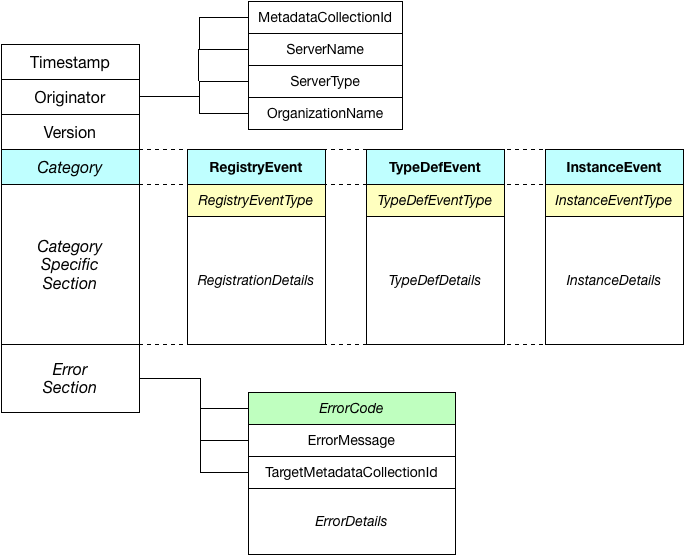 MetadataCollectionId
ServerName
ServerType
OrganizationName
Timestamp
Originator
Version
Category
Category
Specific
Section
Error
Section
RegistryEvent
RegistryEventType
RegistrationDetails
TypeDefEvent
TypeDefEventType
TypeDefDetails
InstanceEvent
InstanceEventType
InstanceDetails
ErrorCode
ErrorMessage
TargetMetadataCollectionId
ErrorDetails